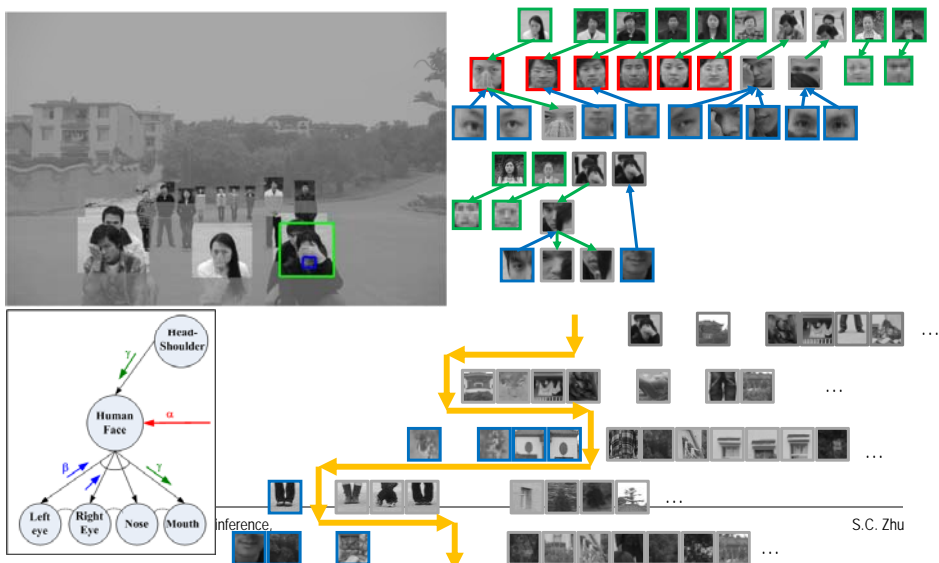 Head-
Shoulder
γ
Human
Face
α
β
γ
Left
eye
Right
Eye
Nose
Mouth
...
...
...
...
...
inference,
S.C. Zhu